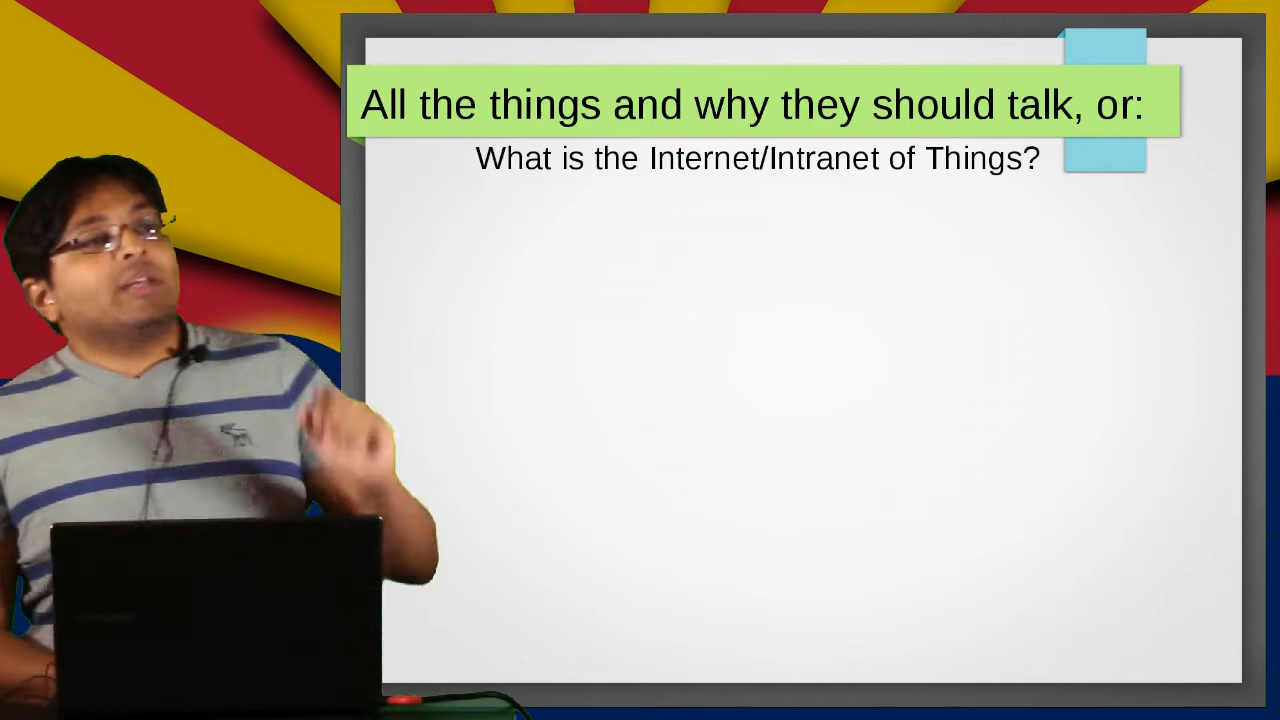 All the things and why they should talk, or:
What is the Internet/Intranet of Things?